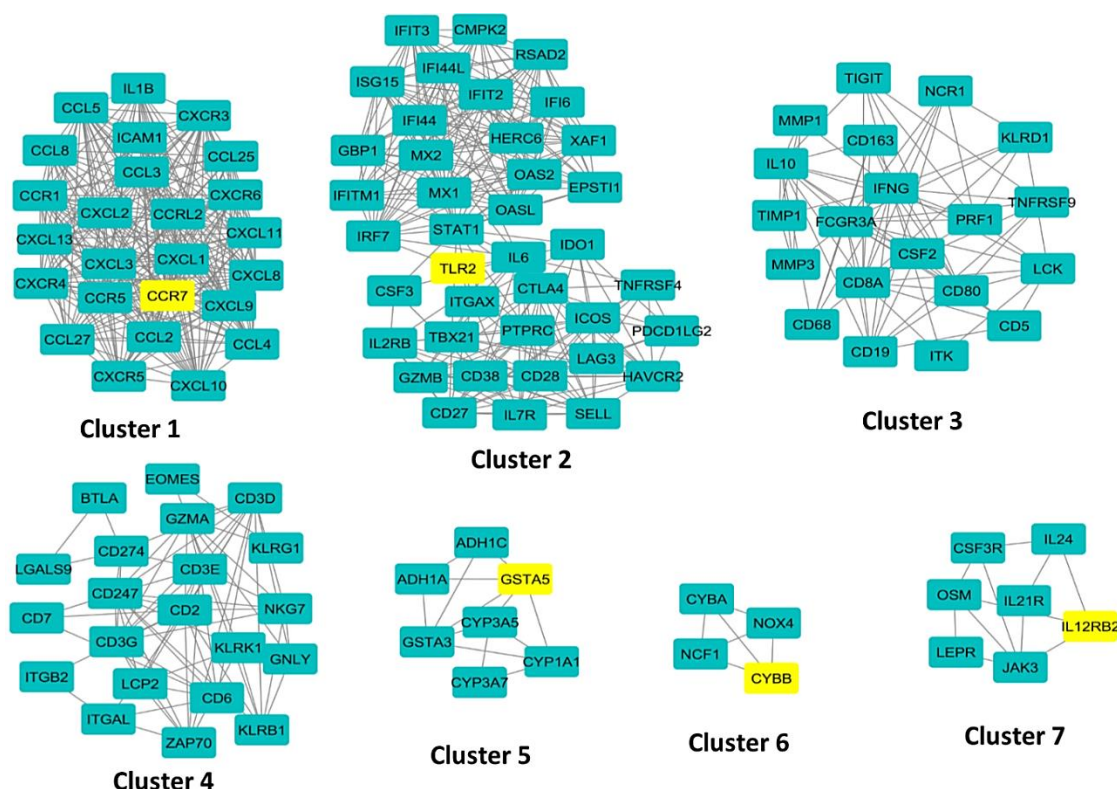 IL1B
CCL5
CXCR3
ICAM1
CCL8
CCL25
CCL3
CCR1
CXCR6
CXCL2
CCRL2
CXCL13
CXCL11
CXCL3
CXCL1
CXCR4
CXCL8
CCR5
CCR7
CXCL9
CCL27
CCL2
CCL4
CXCR5
CXCL10
Cluster 1
IFIT3
CMPK2
RSAD2
IFI44L
ISG15
IFIT2
IFI6
IFI44
HERC6
XAF1
GBP1
MX2
OAS2
EPSTI1
IFITM1
MX1
OASL
IRF7
STAT1
IDO1
IL6
TLR2
CSF3
CTLA4
TNFRSF4
ITGAX
ICOS
PDCD1LG2
IL2RB
TBX21
PTPRC
LAG3
GZMB
CD38
CD28
HAVCR2
CD27
IL7R
SELL
Cluster 2
TIGIT
NCR1
MMP1
CD163
KLRD1
IL10
IFNG
TNFRSF9
TIMP1
FCGR3A
PRF1
CSF2
MMP3
LCK
CD8A
CD80
CD68
CD5
CD19
ITK
Cluster 3
EOMES
BTLA
CD3D
GZMA
CD274
KLRG1
LGALS9
CD3E
CD247
NKG7
CD7
CD2
CD3G
KLRK1
GNLY
ITGB2
LCP2
CD6
ITGAL
KLRB1
ZAP70
Cluster 4
ADH1C
ADH1A
GSTA5
CYP3A5
GSTA3
CYP1A1
CYP3A7
Cluster 5
CYBA
NOX4
NCF1
CYBB
Cluster 6
CSF3R
IL24
OSM
IL21R
IL12RB2
LEPR
JAK3
Cluster 7